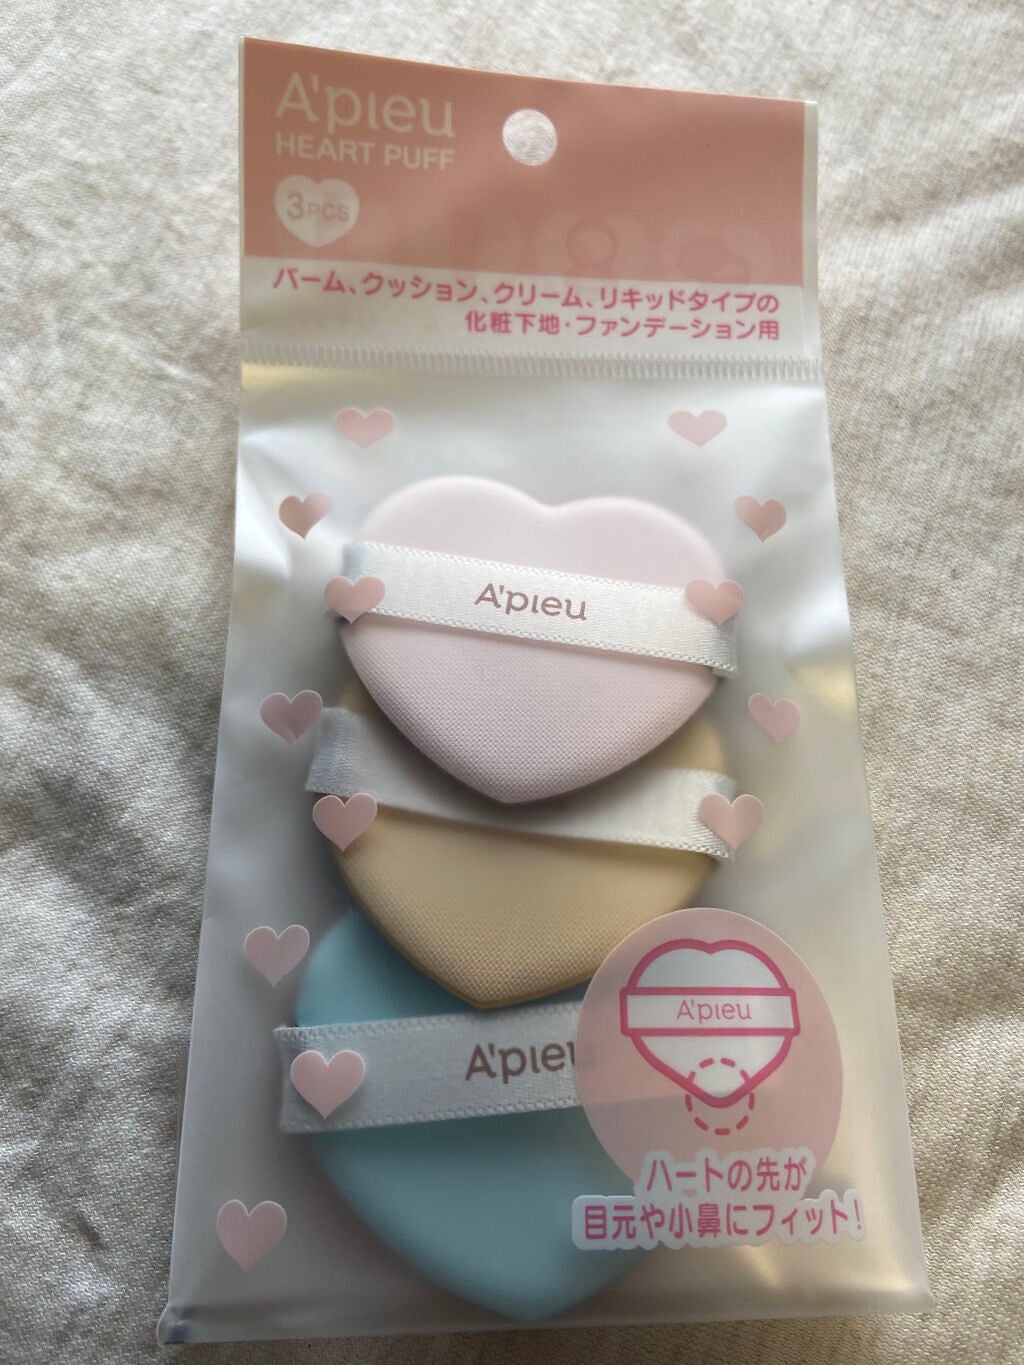 A'pieu
HEART PUFF
3PCS
バーム、クッション、クリーム、リキッドタイプの
化粧下地・ファンデーション用
A'pieu
A'pieu
A'pieu
ハートの先が
目元や小鼻にフィット!